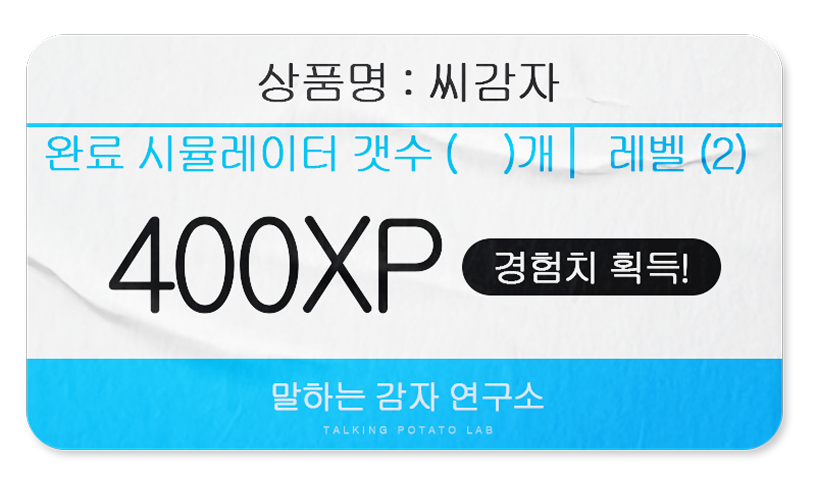 상품명 : 씨감자
완료 시뮬레이터 갯수 (    )개 | 레벨 (2)
400XP 경험치 획득!
말하는 감자 연구소
TALKING POTATO LAB